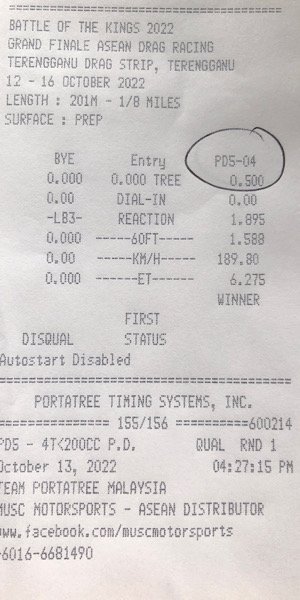 ================================
BATTLE OF THE KINGS 2022
GRAND FINALE ASEAN DRAG RACING
TERENGGANU DRAG STRIP, TERENGGANU
12 - 16 OCTOBER 2022
LENGTH : 201M - 1/8 MILES
SURFACE : PREP
BYE Entry PD5-04
0.000 0.000 TREE 0.500
0.00 DIAL-IN 0.00
-LB3- REACTION 1.895
0.000 -----60FT----- 1.588
0.00 -----KM/H----- 189.80
0.000 ------ET------ 6.275
WINNER
FIRST
DISQUAL STATUS
Autostart Disabled
================================
PORTATREE TIMING SYSTEMS, INC.
============== 155/156 ==========600214
PD5 - 4T<200CC P.D. QUAL RND 1
October 13, 2022 04:27:15 PM
TEAM PORTATREE MALAYSIA
MUSC MOTORSPORTS - ASEAN DISTRIBUTOR
www.facebook.com/muscmotorsports
-6016-6681490